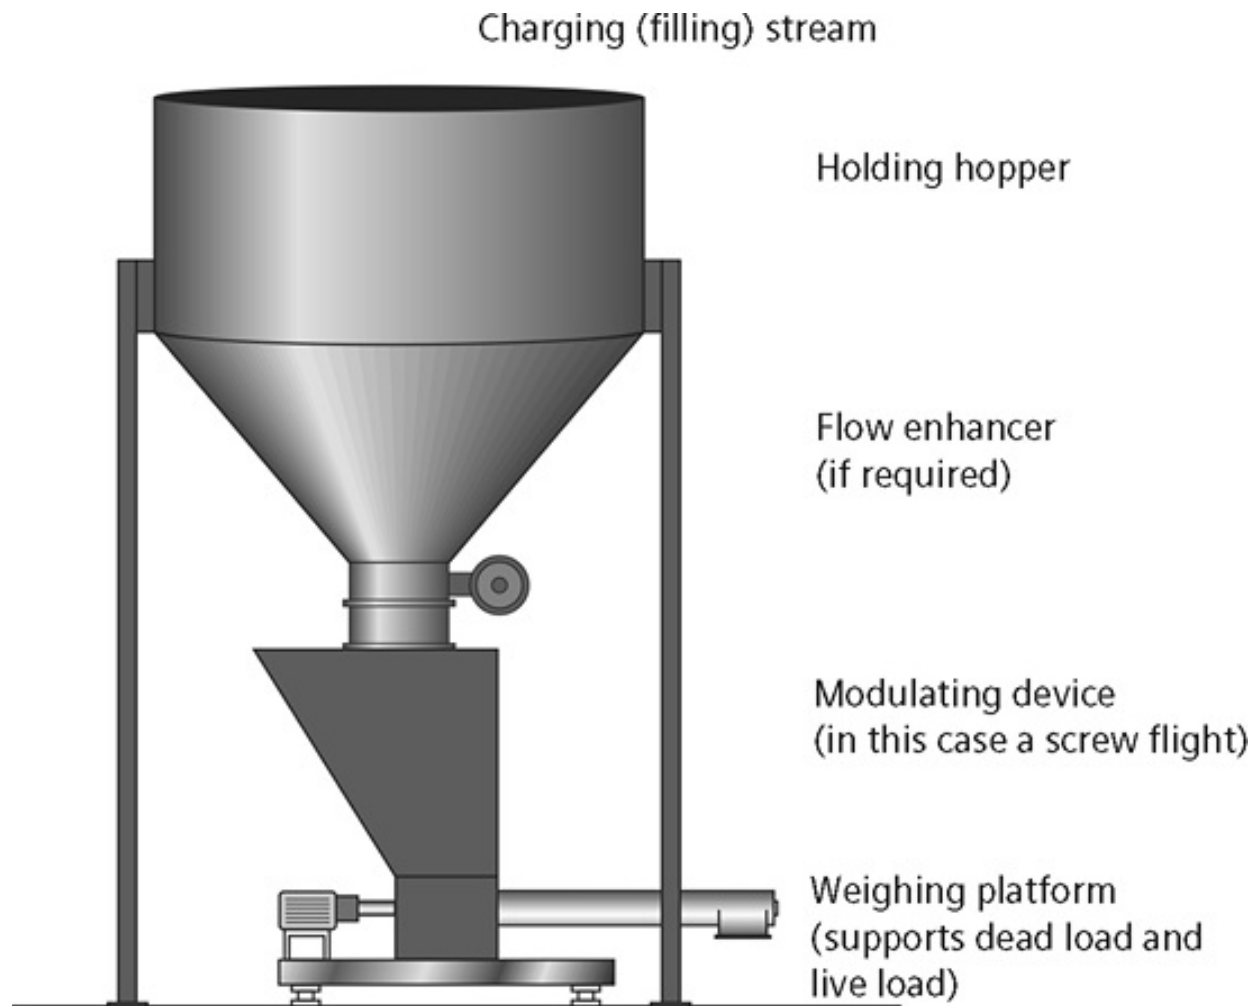 Charging (filling) stream
Holding hopper
Flow enhancer
(if required)
Modulating device
(in this case a screw flight)
Weighing platform
(supports dead load and
live load)